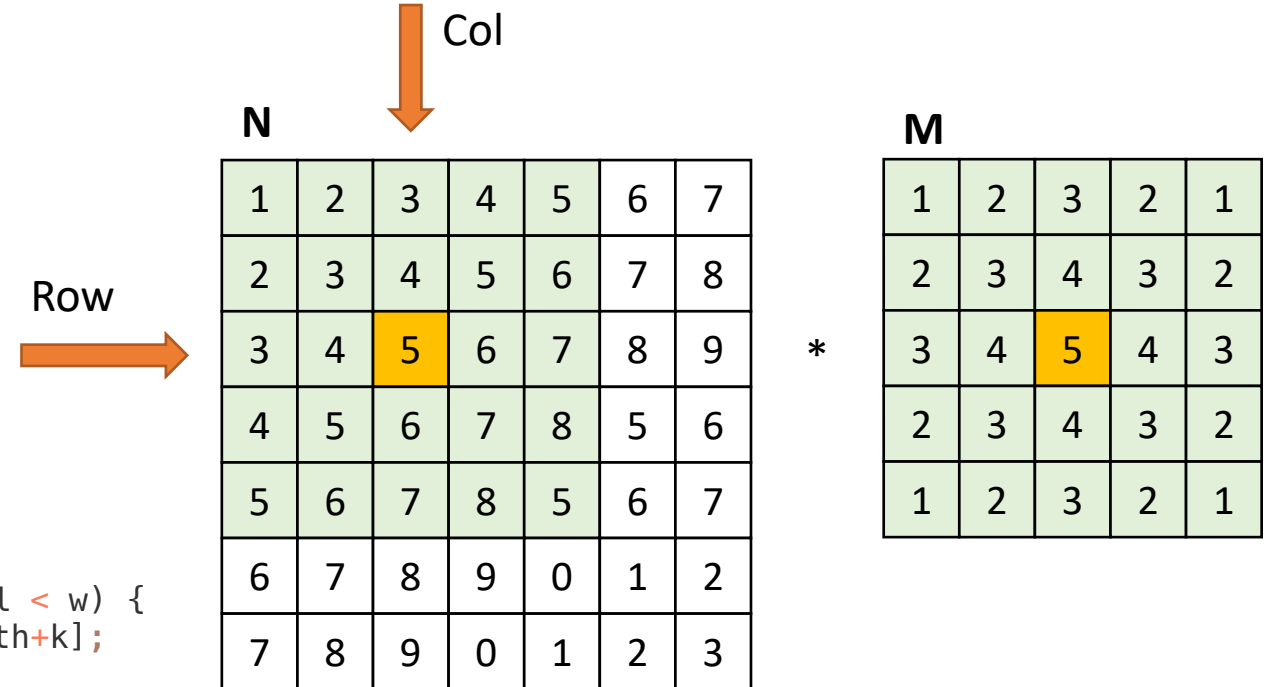 Col
N
M
1 2 3 4 5 6 7
1 2 3 2 1
2 3 4 5 6 7 8
2 3 4 3 2
Row
3 4 5 6 7 8 9
*
3 4 5 4 3
4 5 6 7 8 5 6
2 3 4 3 2
5 6 7 8 5 6 7
1 2 3 2 1
6 7 8 9 0 1 2
7 8 9 0 1 2 3
l < w) {
th+k];